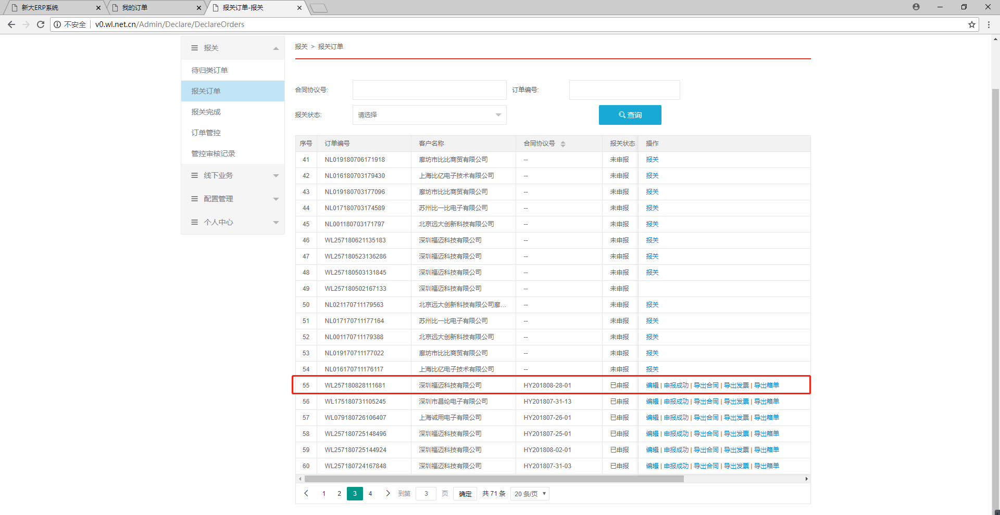 新大ERP系统 我的订单 报关订单-报关
不安全 v0.wl.net.cn/Admin/Declare/DeclareOrders
报关
待归类订单
报关订单
报关完成
订单管控
管控审核记录
线下业务
配置管理
个人中心
报关 > 报关订单
合同协议号: 订单编号:
报关状态: 请选择 查询
序号 订单编号 客户名称 合同协议号 报关状态 操作
41 NL019180706171918 廊坊市比比商贸有限公司 -- 未申报 报关
42 NL016180703179430 上海比亿电子技术有限公司 -- 未申报 报关
43 NL019180703177096 廊坊市比比商贸有限公司 -- 未申报 报关
44 NL017180703174589 苏州比一比电子有限公司 -- 未申报 报关
45 NL001180703171797 北京远大创新科技有限公司 -- 未申报 报关
46 WL257180621135183 深圳福迈科技有限公司 -- 未申报 报关
47 WL257180523136286 深圳福迈科技有限公司 -- 未申报 报关
48 WL257180503131845 深圳福迈科技有限公司 -- 未申报 报关
49 WL257180502167133 深圳福迈科技有限公司 -- 未申报
50 NL021170711179563 北京远大创新科技有限公司廊... -- 未申报 报关
51 NL017170711177164 苏州比一比电子有限公司 -- 未申报 报关
52 NL001170711179388 北京远大创新科技有限公司 -- 未申报 报关
53 NL019170711177022 廊坊市比比商贸有限公司 -- 未申报 报关
54 NL016170711176117 上海比亿电子技术有限公司 -- 未申报 报关
55 WL257180828111681 深圳福迈科技有限公司 HY201808-28-01 已申报 编辑 | 申报成功 | 导出合同 | 导出发票 | 导出箱单
56 WL175180731105245 深圳市昌纶电子有限公司 HY201807-31-13 已申报 编辑 | 申报成功 | 导出合同 | 导出发票 | 导出箱单
57 WL079180726106407 上海诚用电子有限公司 HY201807-26-01 已申报 编辑 | 申报成功 | 导出合同 | 导出发票 | 导出箱单
58 WL257180725148496 深圳福迈科技有限公司 HY201807-25-01 已申报 编辑 | 申报成功 | 导出合同 | 导出发票 | 导出箱单
59 WL257180725144924 深圳福迈科技有限公司 HY201808-02-01 已申报 编辑 | 申报成功 | 导出合同 | 导出发票 | 导出箱单
60 WL257180724167848 深圳福迈科技有限公司 HY201807-31-03 已申报 编辑 | 申报成功 | 导出合同 | 导出发票 | 导出箱单
1 2 3 4 到第 3 页 确定 共 71 条 20 条/页